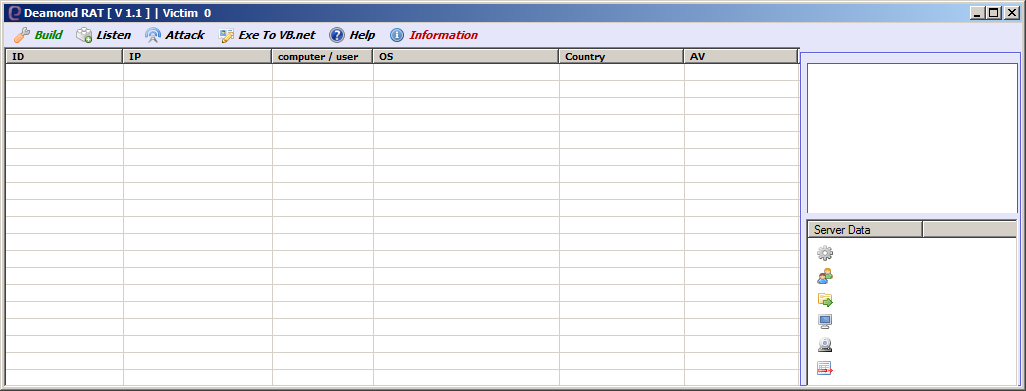 Deamond RAT [ V 1.1 ] | Victim 0
Build Listen Attack Exe To VB.net Help Information
ID IP computer / user OS Country AV
Server Data